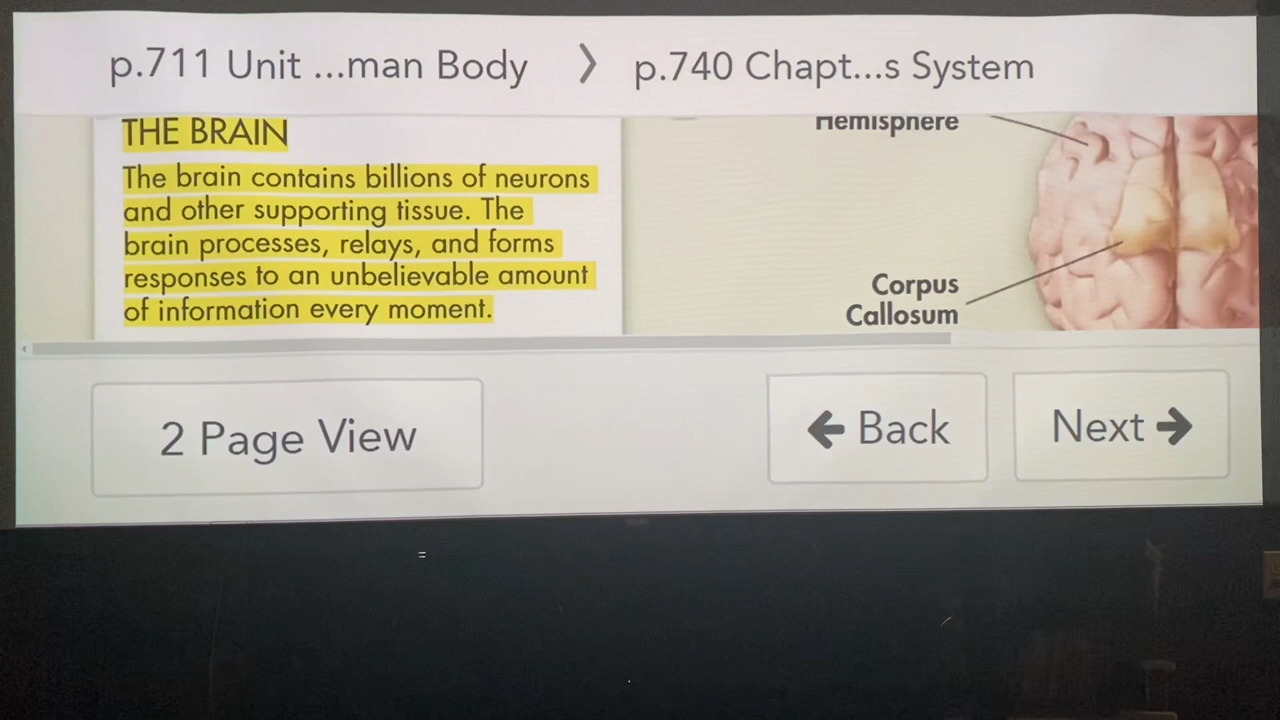 p.711 Unit ...man Body > p.740 Chapt...s System
THE BRAIN
The brain contains billions of neurons
and other supporting tissue. The
brain processes, relays, and forms
responses to an unbelievable amount
of information every moment.
Hemisphere
Corpus
Callosum
2 Page View
← Back
Next →